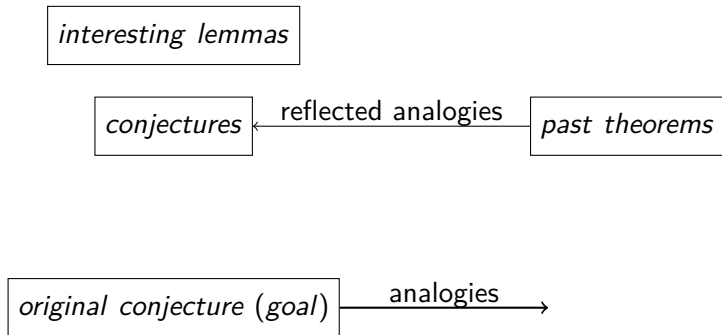 interesting lemmas
conjectures
reflected analogies
past theorems
original conjecture (goal)
analogies